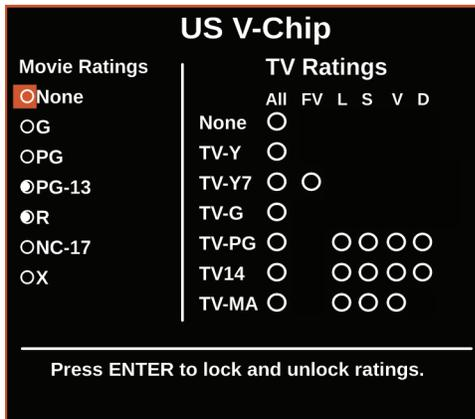 US V-Chip
Movie Ratings
None
G
PG
PG-13
R
NC-17
X
TV Ratings
All FV L S V D
None
TV-Y
TV-Y7
TV-G
TV-PG
TV14
TV-MA
Press ENTER to lock and unlock ratings.